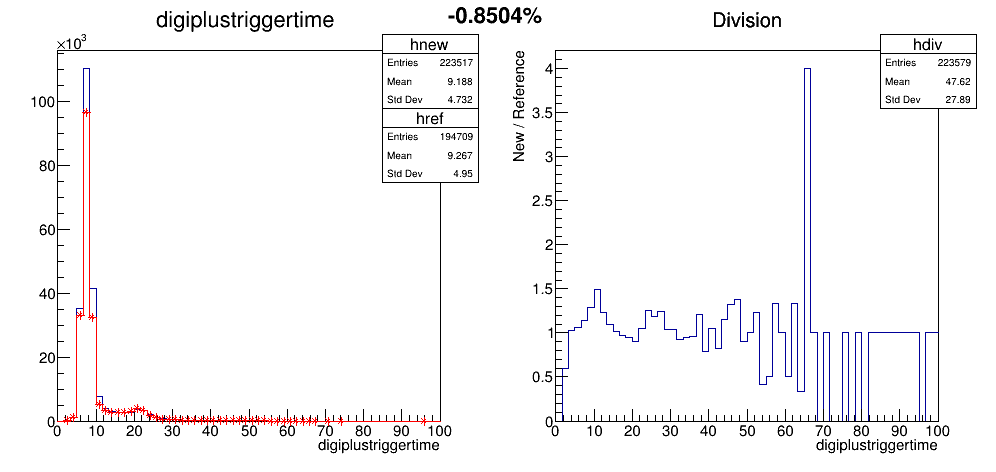 -0.8504%
digiplustriggertime
×10³
hnew
Entries 223517
Mean 9.188
Std Dev 4.732
href
Entries 194709
Mean 9.267
Std Dev 4.95
100
80
60
40
20
0
0 10 20 30 40 50 60 70 80 90 100
digiplustriggertime
Division
hdiv
Entries 223579
Mean 47.62
Std Dev 27.89
New / Reference
4
3.5
3
2.5
2
1.5
1
0.5
0
0 10 20 30 40 50 60 70 80 90 100
digiplustriggertime